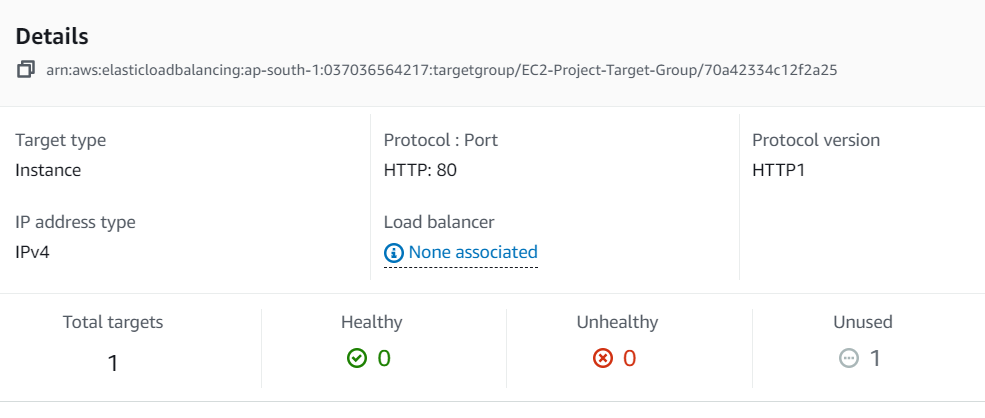 Details
arn:aws:elasticloadbalancing:ap-south-1:037036564217:targetgroup/EC2-Project-Target-Group/70a42334c12f2a25
Target type
Instance
Protocol : Port
HTTP: 80
Protocol version
HTTP1
IP address type
IPv4
Load balancer
None associated
Total targets
1
Healthy
0
Unhealthy
0
Unused
1